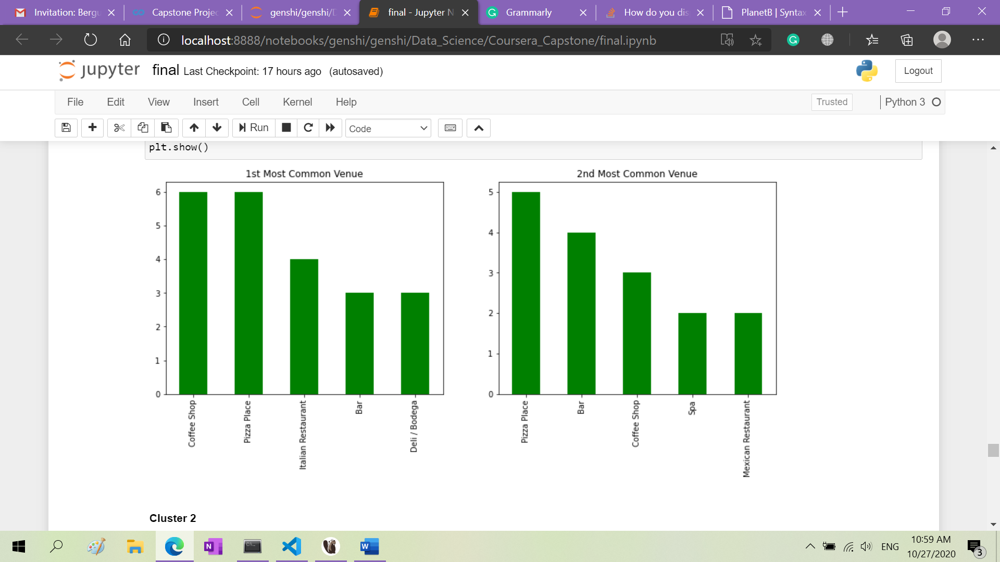 Invitation: Berg
Capstone Projec
genshi/genshi/D
final - Jupyter N
Grammarly
How do you dis
PlanetB | Syntax
localhost:8888/notebooks/genshi/genshi/Data_Science/Coursera_Capstone/final.ipynb
jupyter final Last Checkpoint: 17 hours ago (autosaved)
Logout
File Edit View Insert Cell Kernel Help
Trusted
Python 3
Run
Code
plt.show()
1st Most Common Venue
6
5
4
3
2
1
0
Coffee Shop
Pizza Place
Italian Restaurant
Bar
Deli / Bodega
2nd Most Common Venue
5
4
3
2
1
0
Pizza Place
Bar
Coffee Shop
Spa
Mexican Restaurant
Cluster 2
ENG
10:59 AM
10/27/2020
3